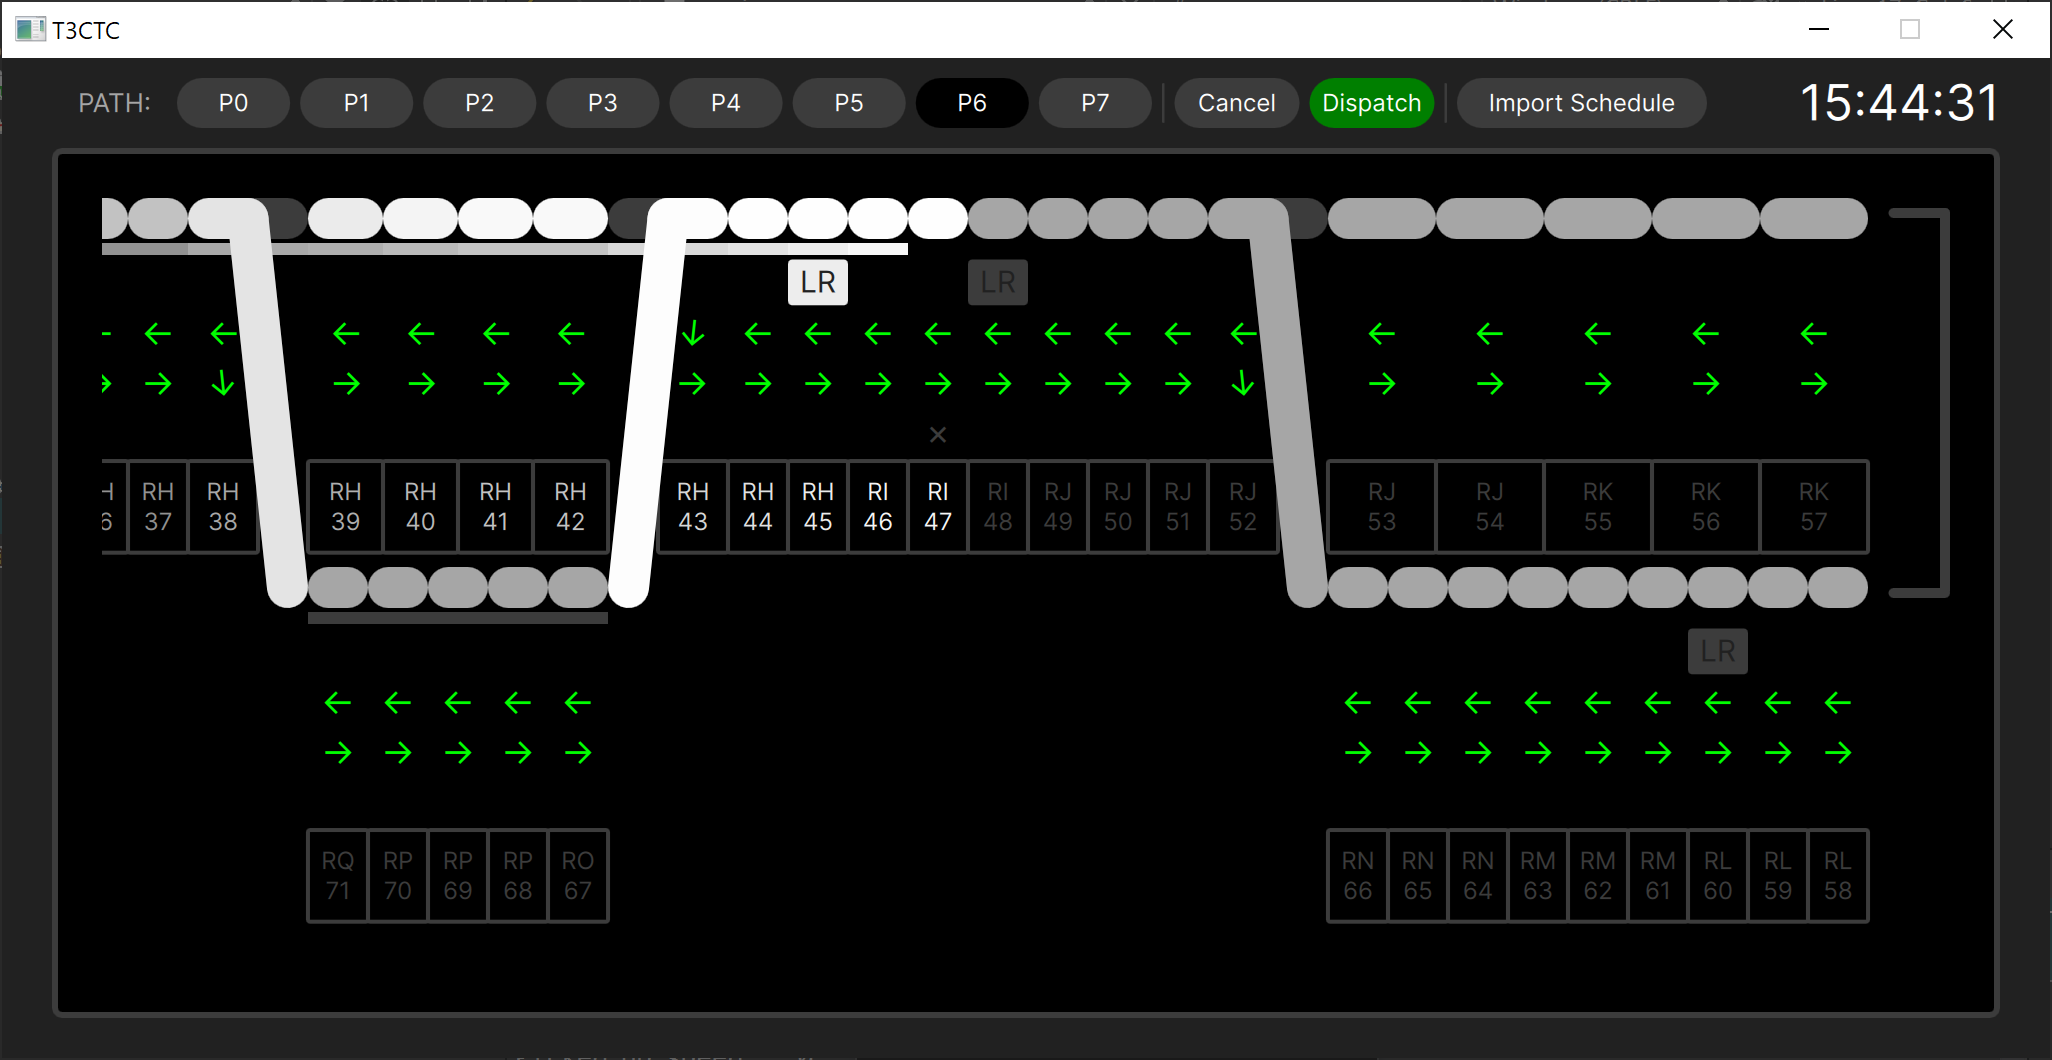 T3CTC
PATH: P0 P1 P2 P3 P4 P5 P6 P7 Cancel Dispatch Import Schedule 15:44:31
LR LR
RH RH RH RH RH RH RH RH RH RI RI RI RJ RJ RJ RJ RJ RJ RK RK RK
37 38 39 40 41 42 43 44 45 46 47 48 49 50 51 52 53 54 55 56 57
LR
RQ RP RP RP RO RN RN RN RM RM RM RL RL RL
71 70 69 68 67 66 65 64 63 62 61 60 59 58